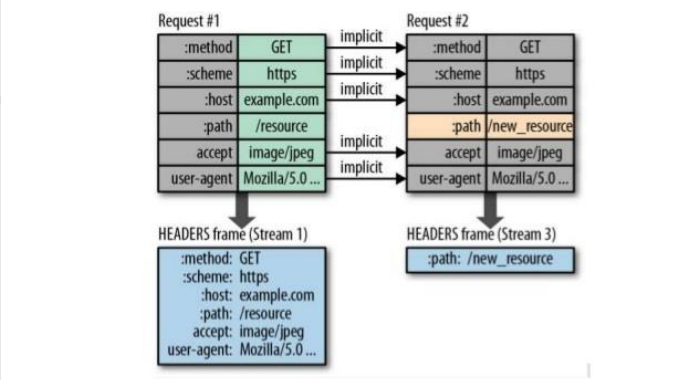 Request #1
:method GET
:scheme https
:host example.com
:path /resource
accept image/jpeg
user-agent Mozilla/5.0 ...
implicit
implicit
implicit
implicit
implicit
Request #2
:method GET
:scheme https
:host example.com
:path /new_resource
accept image/jpeg
user-agent Mozilla/5.0 ...
HEADERS frame (Stream 1)
:method: GET
:scheme: https
:host: example.com
:path: /resource
accept: image/jpeg
user-agent: Mozilla/5.0 ...
HEADERS frame (Stream 3)
:path: /new_resource